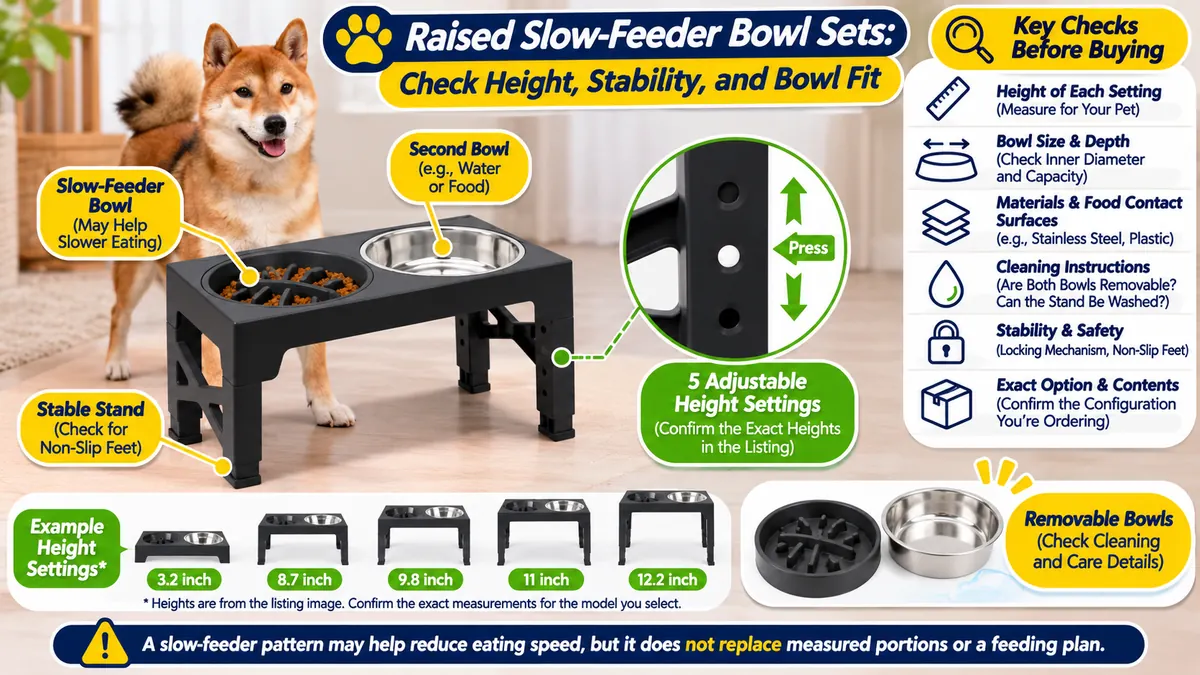 Raised Slow-Feeder Bowl Sets:
Check Height, Stability, and Bowl Fit
Slow-Feeder
Bowl
(May Help
Slower Eating)
Second Bowl
(e.g., Water
or Food)
Press
5 Adjustable
Height Settings
(Confirm the Exact Heights
in the Listing)
Stable Stand
(Check for
Non-Slip Feet)
Key Checks
Before Buying
Height of Each Setting
(Measure for Your Pet)
Bowl Size & Depth
(Check Inner Diameter
and Capacity)
Materials & Food Contact
Surfaces
(e.g., Stainless Steel, Plastic)
Cleaning Instructions
(Are Both Bowls Removable?
Can the Stand Be Washed?)
Stability & Safety
(Locking Mechanism, Non-Slip Feet)
Exact Option & Contents
(Confirm the Configuration
You're Ordering)
Example
Height
Settings*
3.2 inch
8.7 inch
9.8 inch
11 inch
12.2 inch
* Heights are from the listing image. Confirm the exact measurements for the model you select.
Removable Bowls
(Check Cleaning
and Care Details)
A slow-feeder pattern may help reduce eating speed, but it does not replace measured portions or a feeding plan.